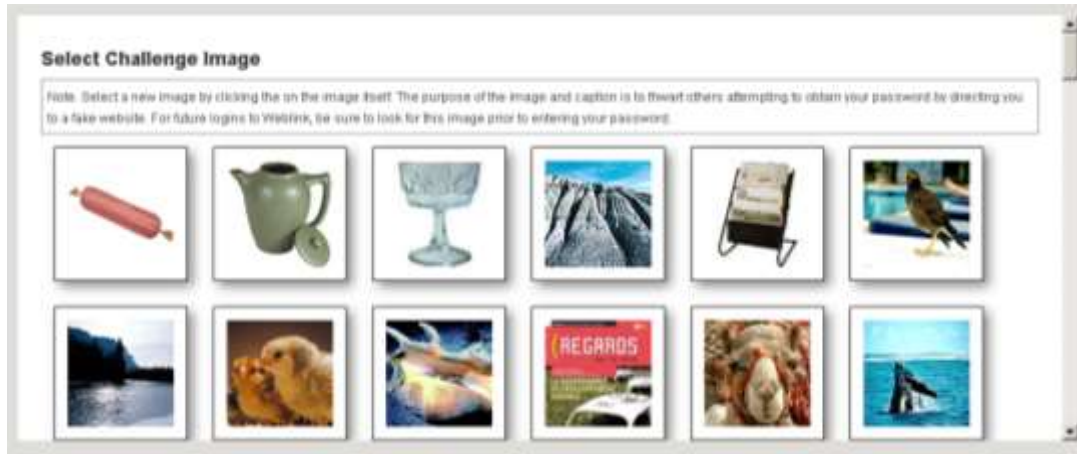 Select Challenge Image
Note. Select a new image by clicking the on the image itself. The purpose of the image and caption is to thwart others attempting to obtain your password by directing you
to a fake website. For future logins to Weblink, be sure to look for this image prior to entering your password.
(REGARDS